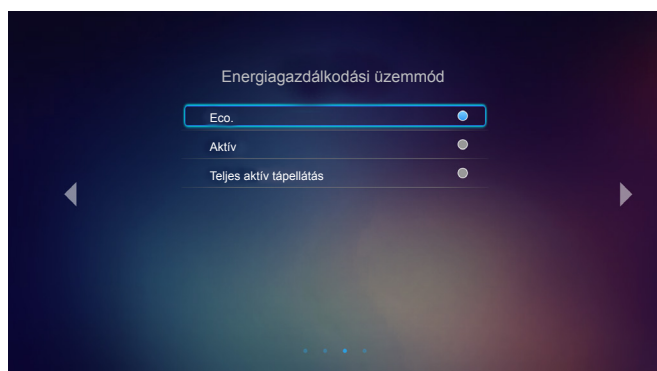 Energiagazdálkodási üzemmód
Eco.
Aktív
Teljes aktív tápellátás